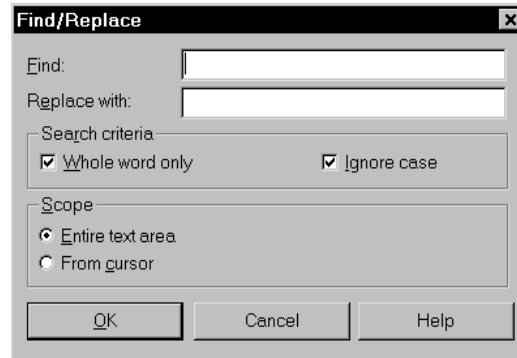 Find/Replace
Find:
Replace with:
Search criteria
Whole word only
Ignore case
Scope
Entire text area
From cursor
OK
Cancel
Help